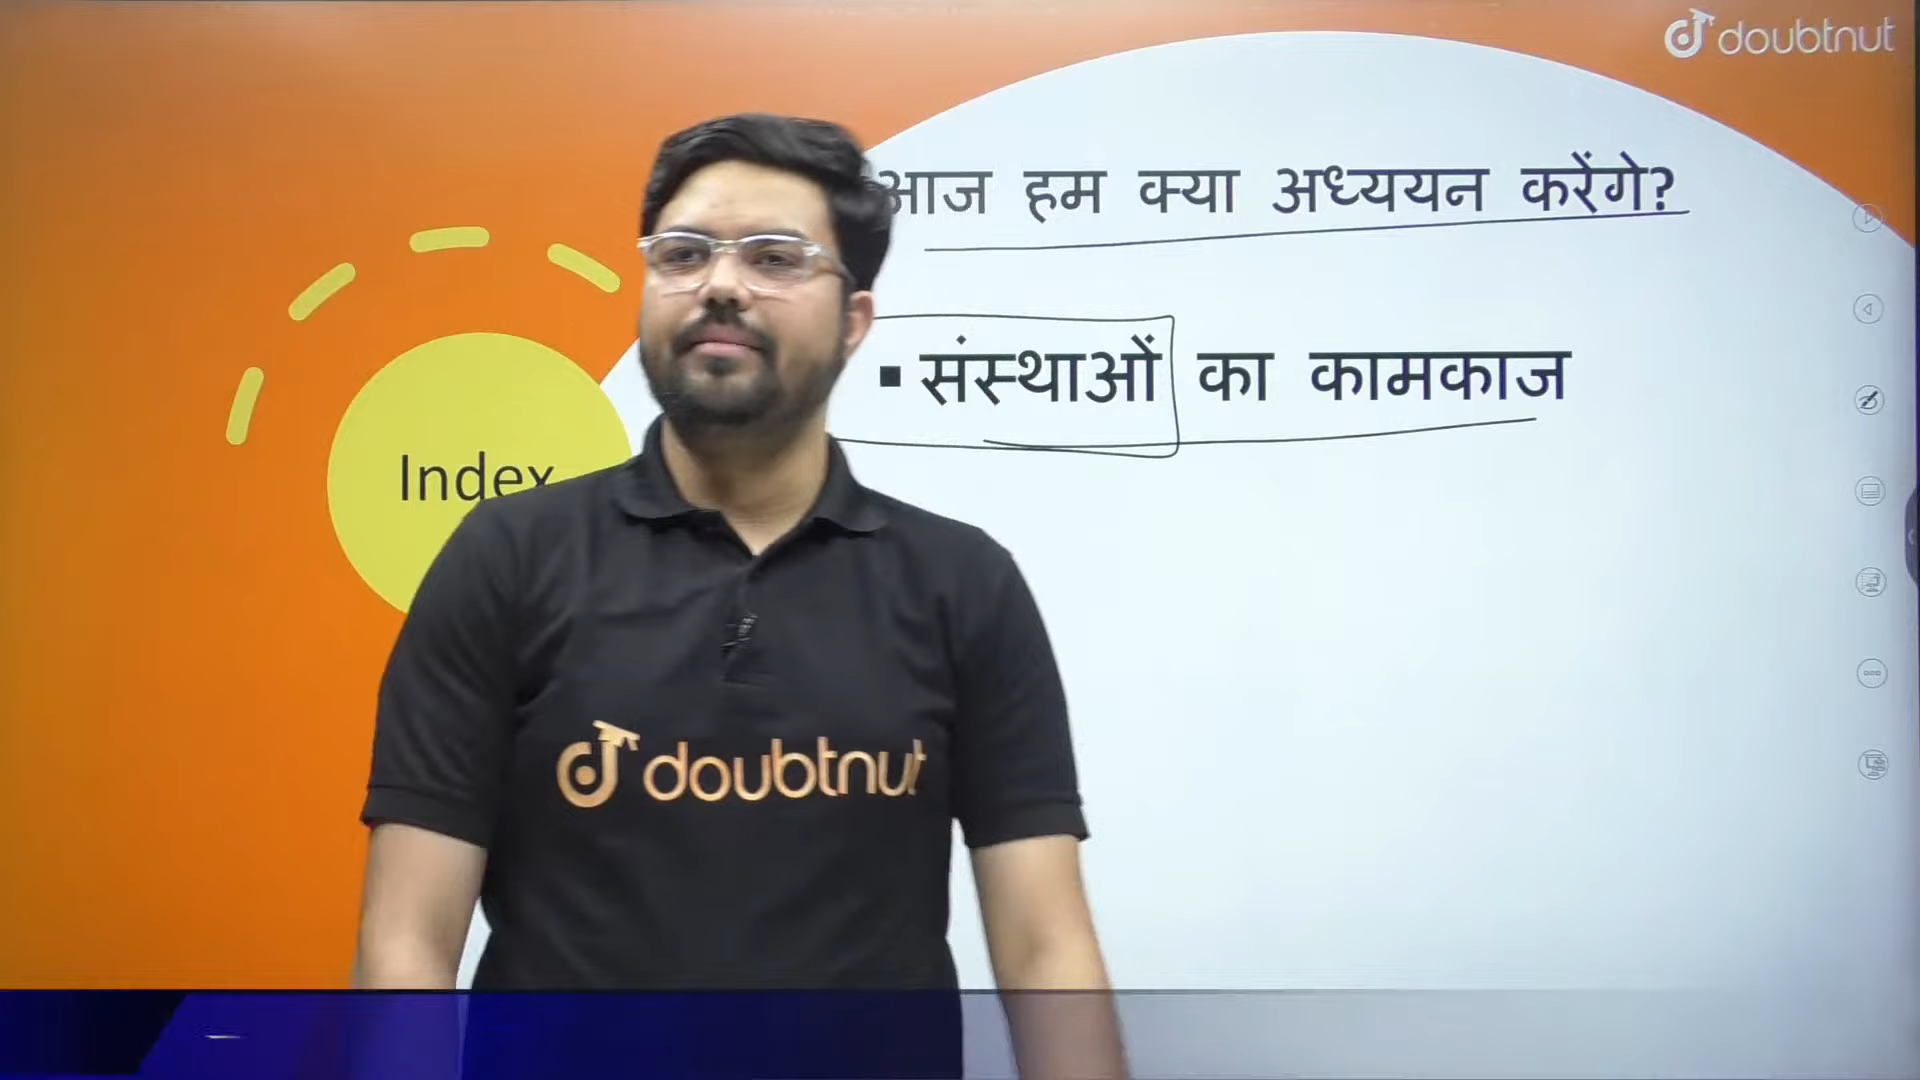 doubtnut
आज हम क्या अध्ययन करेंगे?
▪ संस्थाओं का कामकाज
Index
doubtnut